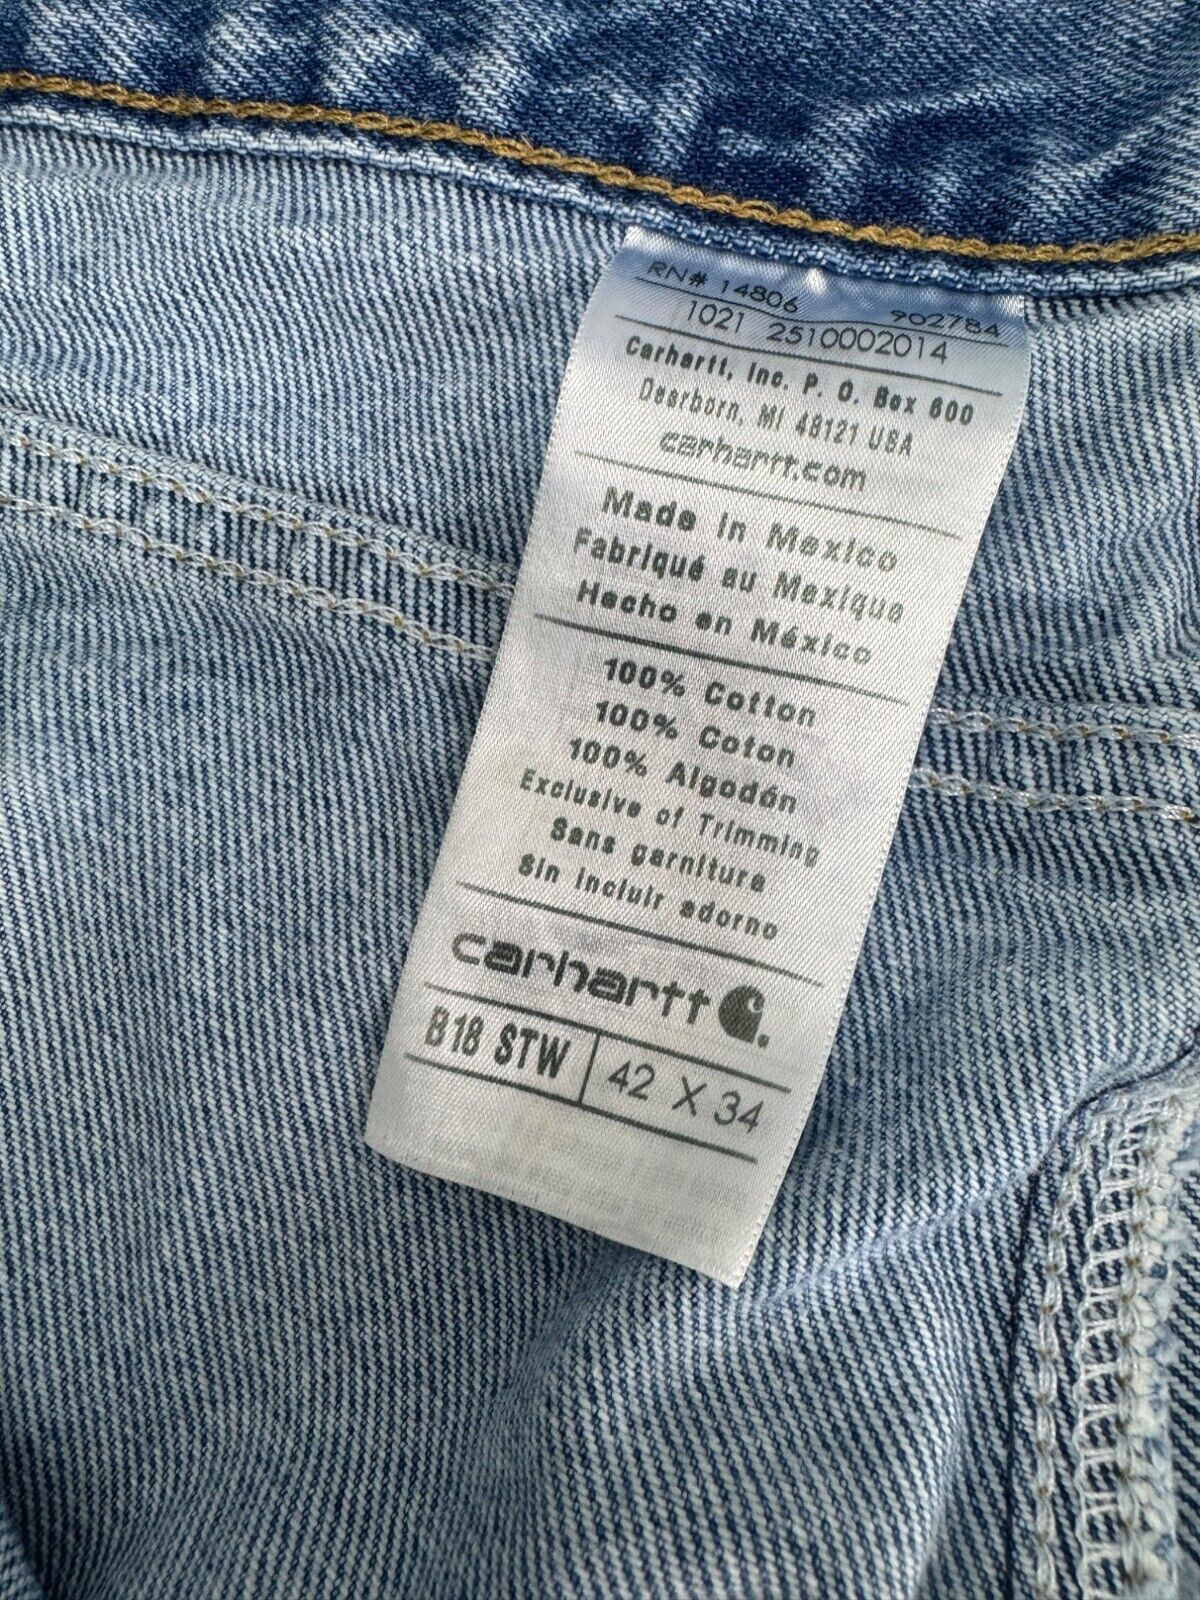 RN# 14806 90278A
1021 2510002014
Carhartt, Inc. P. O. Box 600
Dearborn, MI 48121 USA
carhartt.com
Made in Mexico
Fabriqué au Mexique
Hecho en México
100% Cotton
100% Coton
100% Algodón
Exclusive of Trimming
Sans garniture
Sin incluir adorno
carhartt
B18 STW 42 X 34